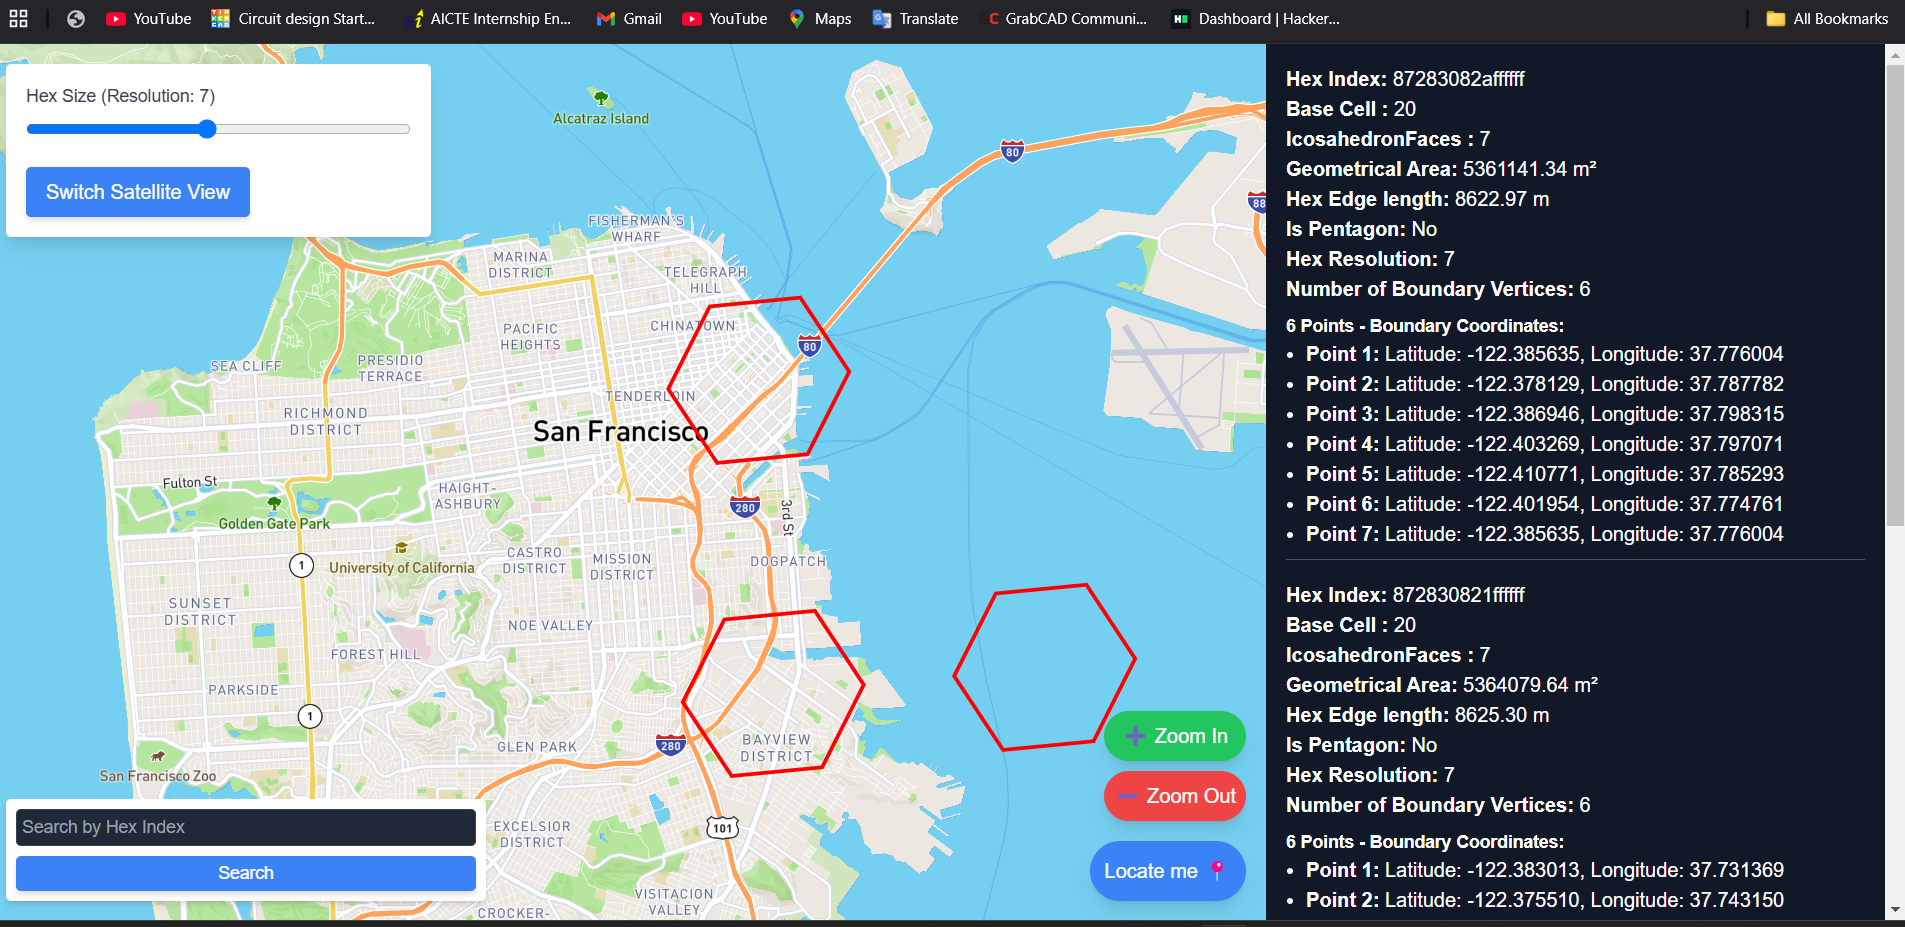 YouTube
Circuit design Start...
AICTE Internship En...
Gmail
YouTube
Maps
Translate
GrabCAD Communi...
Dashboard | Hacker...
All Bookmarks
Hex Size (Resolution: 7)
Switch Satellite View
Alcatraz Island
80
88
FISHERMAN'S
WHARF
MARINA
DISTRICT
TELEGRAPH
HILL
PACIFIC
HEIGHTS
CHINATOWN
80
SEA CLIFF
PRESIDIO
TERRACE
TENDERLOIN
RICHMOND
DISTRICT
San Francisco
Fulton St
HAIGHT-
ASHBURY
280
3rd St
Golden Gate Park
1
University of California
CASTRO
DISTRICT
MISSION
DISTRICT
DOGPATCH
SUNSET
DISTRICT
NOE VALLEY
FOREST HILL
PARKSIDE
1
GLEN PARK
280
BAYVIEW
DISTRICT
San Francisco Zoo
EXCELSIOR
DISTRICT
101
VISITACION
VALLEY
CROCKER-
Search by Hex Index
Search
Zoom In
Zoom Out
Locate me
Hex Index: 87283082affffff
Base Cell : 20
IcosahedronFaces : 7
Geometrical Area: 5361141.34 m²
Hex Edge length: 8622.97 m
Is Pentagon: No
Hex Resolution: 7
Number of Boundary Vertices: 6
6 Points - Boundary Coordinates:
• Point 1: Latitude: -122.385635, Longitude: 37.776004
• Point 2: Latitude: -122.378129, Longitude: 37.787782
• Point 3: Latitude: -122.386946, Longitude: 37.798315
• Point 4: Latitude: -122.403269, Longitude: 37.797071
• Point 5: Latitude: -122.410771, Longitude: 37.785293
• Point 6: Latitude: -122.401954, Longitude: 37.774761
• Point 7: Latitude: -122.385635, Longitude: 37.776004
Hex Index: 872830821ffffff
Base Cell : 20
IcosahedronFaces : 7
Geometrical Area: 5364079.64 m²
Hex Edge length: 8625.30 m
Is Pentagon: No
Hex Resolution: 7
Number of Boundary Vertices: 6
6 Points - Boundary Coordinates:
• Point 1: Latitude: -122.383013, Longitude: 37.731369
• Point 2: Latitude: -122.375510, Longitude: 37.743150